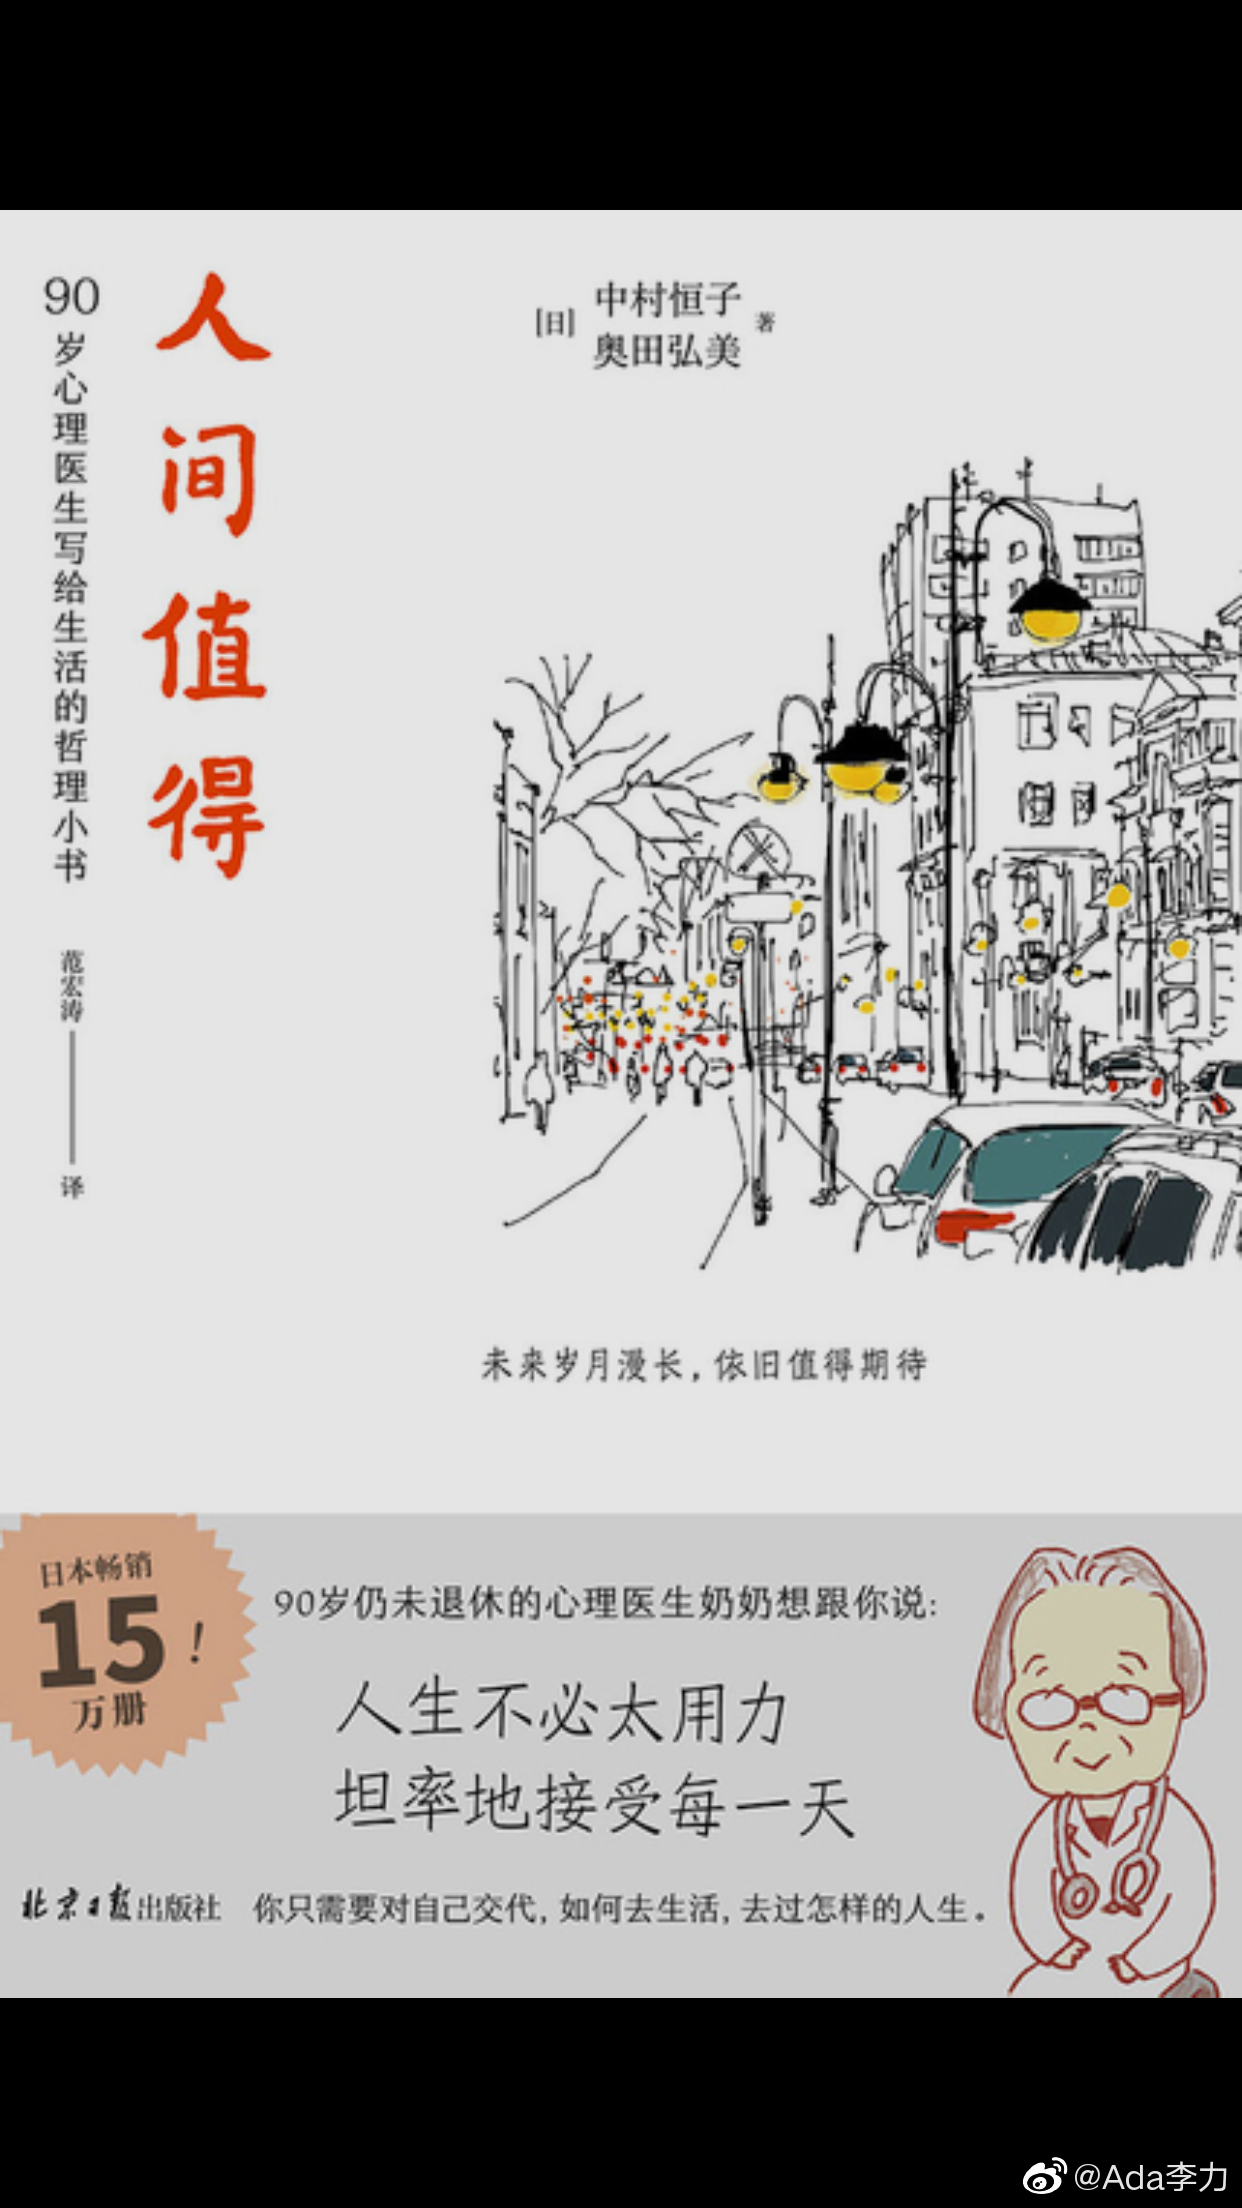 人间值得
90岁心理医生写给生活的哲理小书
范宏涛 译
[日] 中村恒子 著
奥田弘美
未来岁月漫长，依旧值得期待
日本畅销
15!
万册
90岁仍未退休的心理医生奶奶想跟你说:
人生不必太用力
坦率地接受每一天
北京日报出版社
你只需要对自己交代，如何去生活，去过怎样的人生。
@Ada李力